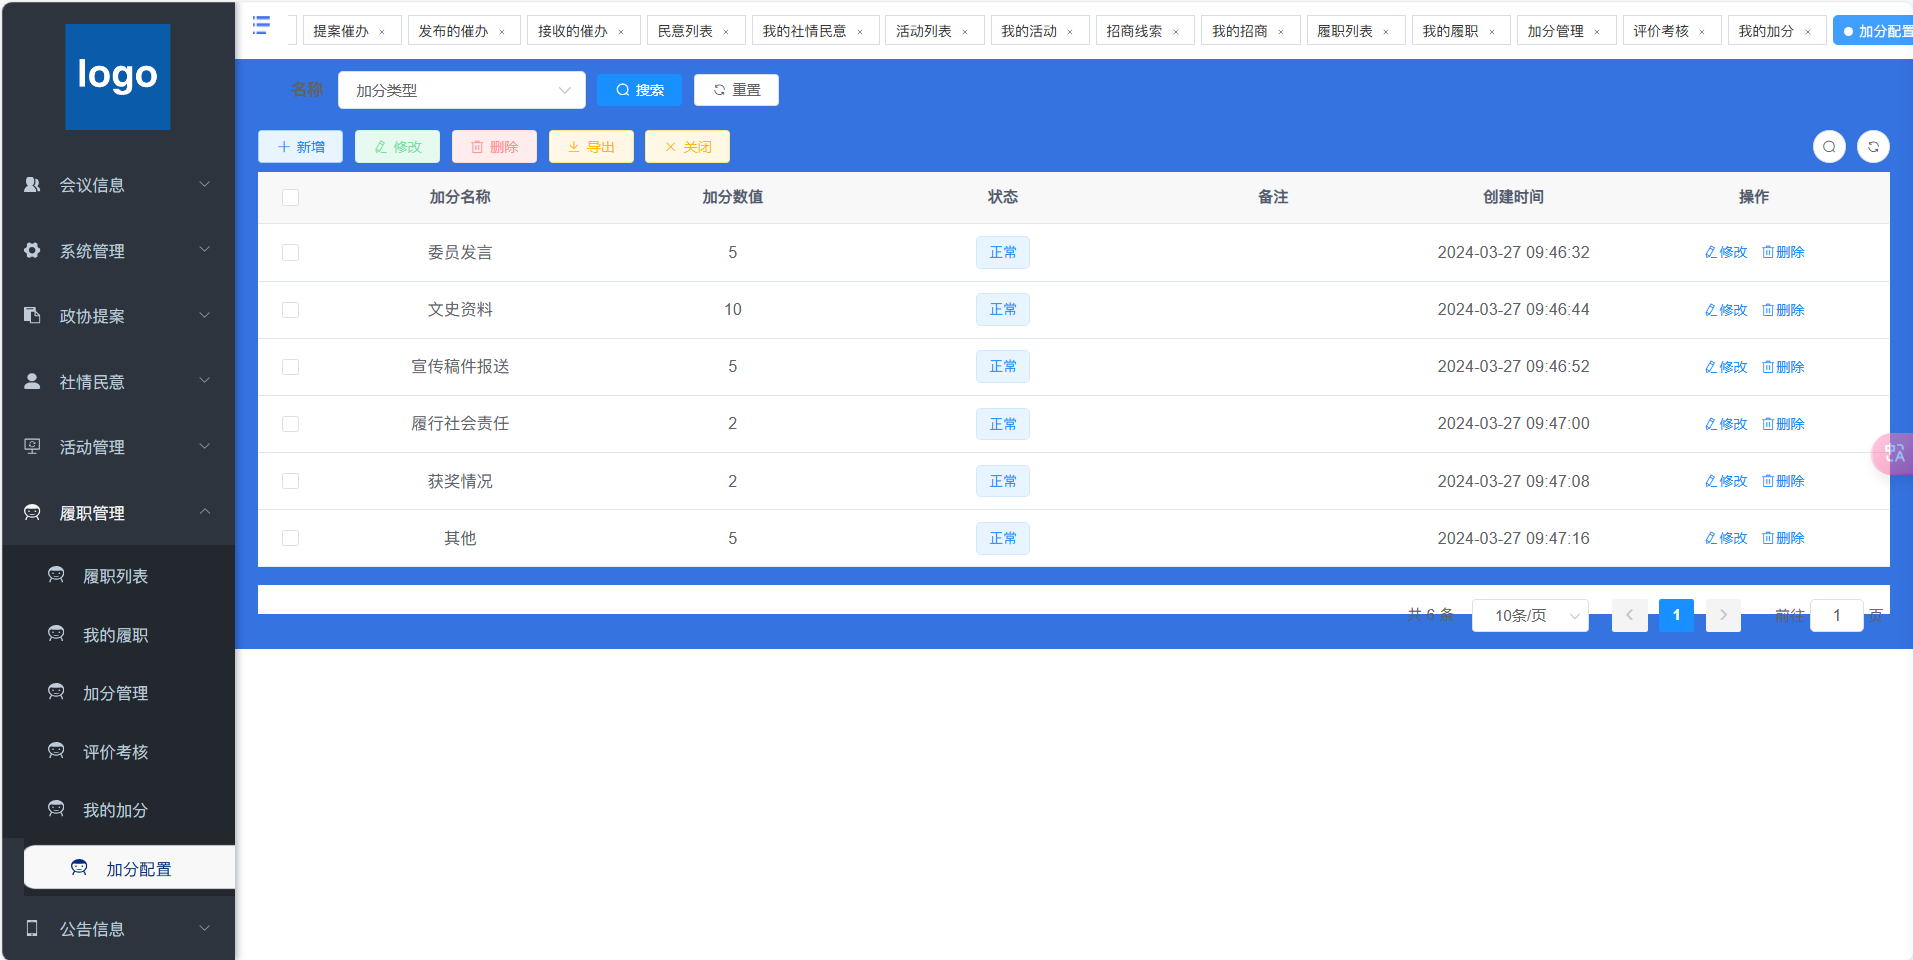 logo
会议信息
系统管理
政协提案
社情民意
活动管理
履职管理
履职列表
我的履职
加分管理
评价考核
我的加分
加分配置
公告信息
提案催办 × 发布的催办 × 接收的催办 × 民意列表 × 我的社情民意 × 活动列表 × 我的活动 × 招商线索 × 我的招商 × 履职列表 × 我的履职 × 加分管理 × 评价考核 × 我的加分 × 加分配置
名称 加分类型 搜索 重置
新增 修改 删除 导出 关闭
加分名称 加分数值 状态 备注 创建时间 操作
委员发言 5 正常 2024-03-27 09:46:32 修改 删除
文史资料 10 正常 2024-03-27 09:46:44 修改 删除
宣传稿件报送 5 正常 2024-03-27 09:46:52 修改 删除
履行社会责任 2 正常 2024-03-27 09:47:00 修改 删除
获奖情况 2 正常 2024-03-27 09:47:08 修改 删除
其他 5 正常 2024-03-27 09:47:16 修改 删除
共 6 条 10条/页 1 前往 1 页